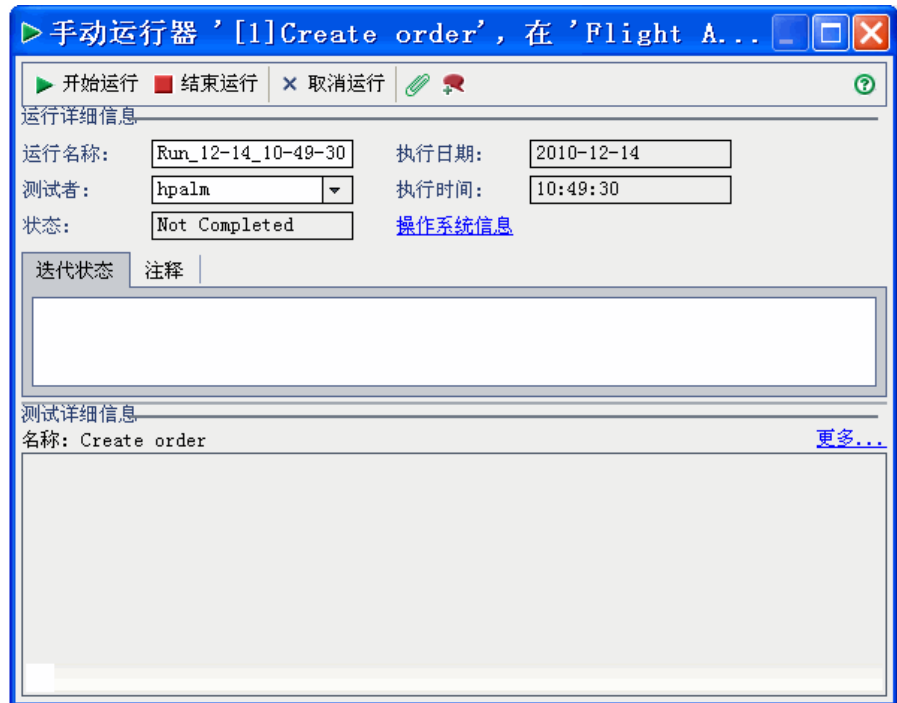 手动运行器 '[1]Create order', 在 'Flight A...
开始运行 结束运行 取消运行
运行详细信息
运行名称: Run_12-14_10-49-30 执行日期: 2010-12-14
测试者: hpalm 执行时间: 10:49:30
状态: Not Completed 操作系统信息
迭代状态 注释
测试详细信息
名称: Create order 更多...